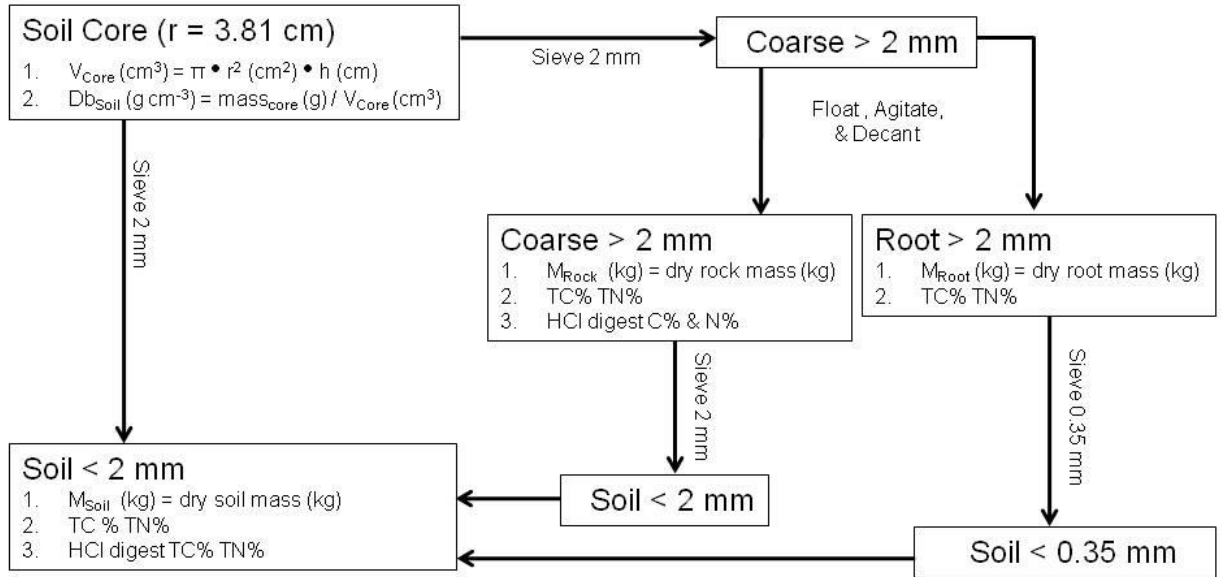 Soil Core (r = 3.81 cm)
1. V_Core (cm³) = π • r² (cm²) • h (cm)
2. Db_Soil (g cm⁻³) = mass_core (g) / V_Core (cm³)
Sieve 2 mm
Coarse > 2 mm
Float , Agitate,
& Decant
Sieve 2 mm
Coarse > 2 mm
1. M_Rock (kg) = dry rock mass (kg)
2. TC% TN%
3. HCl digest C% & N%
Root > 2 mm
1. M_Root (kg) = dry root mass (kg)
2. TC% TN%
Sieve 2 mm
Sieve 0.35 mm
Soil < 2 mm
1. M_Soil (kg) = dry soil mass (kg)
2. TC % TN%
3. HCl digest TC% TN%
Soil < 2 mm
Soil < 0.35 mm